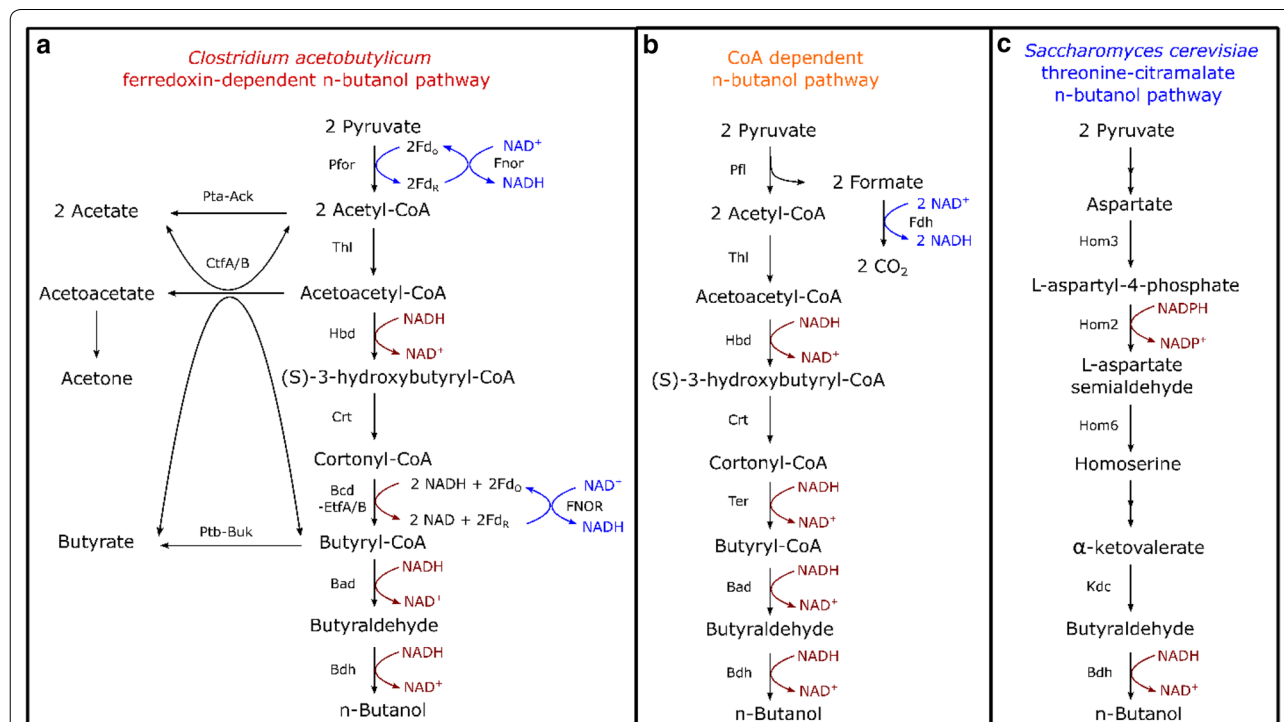 a
Clostridium acetobutylicum
ferredoxin-dependent n-butanol pathway
2 Pyruvate
Pfor
2FdO
2FdR
NAD+
Fnor
NADH
Pta-Ack
2 Acetate
2 Acetyl-CoA
CtfA/B
Thl
Acetoacetate
Acetoacetyl-CoA
Hbd
NADH
NAD+
Acetone
(S)-3-hydroxybutyryl-CoA
Crt
Cortonyl-CoA
Bcd
-EtfA/B
2 NADH + 2FdO
2 NAD + 2FdR
NAD+
FNOR
NADH
Ptb-Buk
Butyrate
Butyryl-CoA
Bad
NADH
NAD+
Butyraldehyde
Bdh
NADH
NAD+
n-Butanol
b
CoA dependent
n-butanol pathway
2 Pyruvate
Pfl
2 Formate
2 Acetyl-CoA
2 NAD+
Fdh
2 NADH
2 CO2
Thl
Acetoacetyl-CoA
Hbd
NADH
NAD+
(S)-3-hydroxybutyryl-CoA
Crt
Cortonyl-CoA
Ter
NADH
NAD+
Butyryl-CoA
Bad
NADH
NAD+
Butyraldehyde
Bdh
NADH
NAD+
n-Butanol
c
Saccharomyces cerevisiae
threonine-citramalate
n-butanol pathway
2 Pyruvate
Aspartate
Hom3
L-aspartyl-4-phosphate
Hom2
NADPH
NADP+
L-aspartate
semialdehyde
Hom6
Homoserine
α-ketovalerate
Kdc
Butyraldehyde
Bdh
NADH
NAD+
n-Butanol